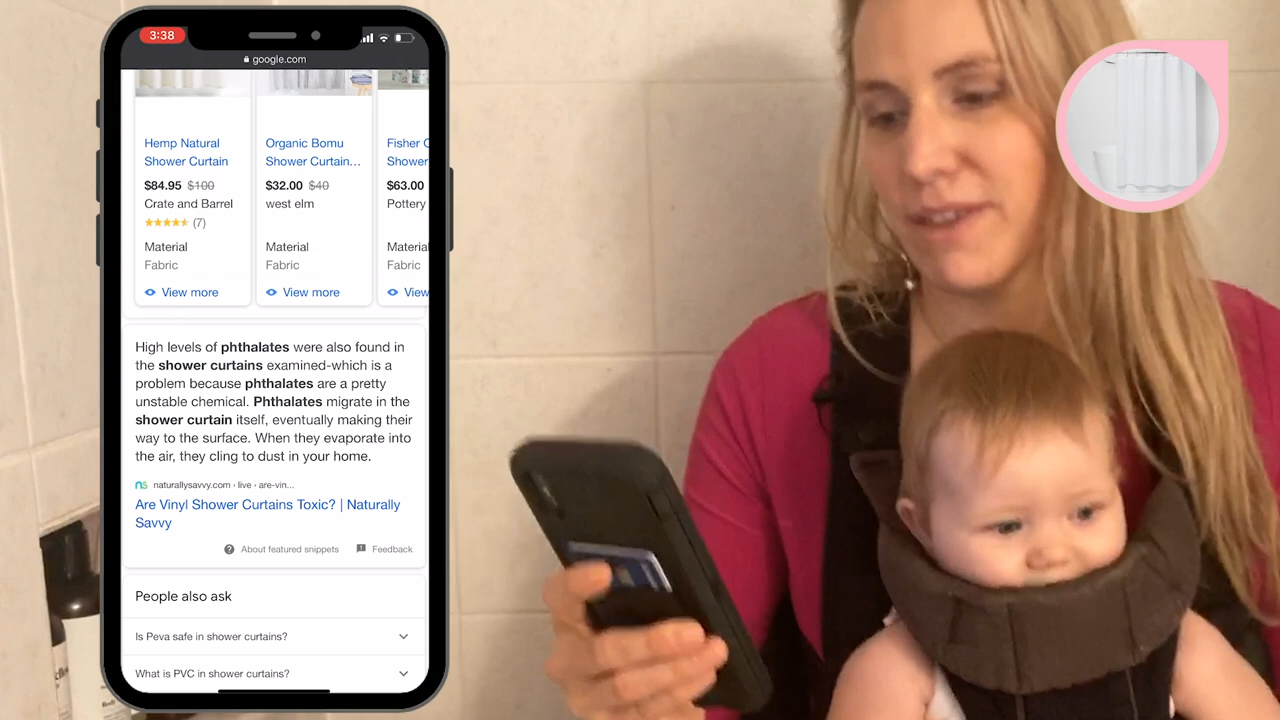 3:38
google.com
Hemp Natural
Shower Curtain
$84.95 $100
Crate and Barrel
(7)
Material
Fabric
View more
Organic Bomu
Shower Curtain...
$32.00 $40
west elm
Material
Fabric
View more
Fisher
Shower
$63.00
Pottery
Material
Fabric
View
High levels of phthalates were also found in
the shower curtains examined-which is a
problem because phthalates are a pretty
unstable chemical. Phthalates migrate in the
shower curtain itself, eventually making their
way to the surface. When they evaporate into
the air, they cling to dust in your home.
ns naturallysavvy.com › live › are-vin...
Are Vinyl Shower Curtains Toxic? | Naturally
Savvy
About featured snippets Feedback
People also ask
Is Peva safe in shower curtains?
What is PVC in shower curtains?